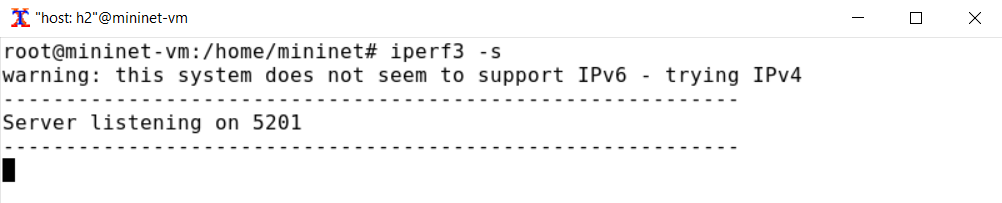 "host: h2"@mininet-vm
root@mininet-vm:/home/mininet# iperf3 -s
warning: this system does not seem to support IPv6 - trying IPv4
-----------------------------------------------------------
Server listening on 5201
-----------------------------------------------------------